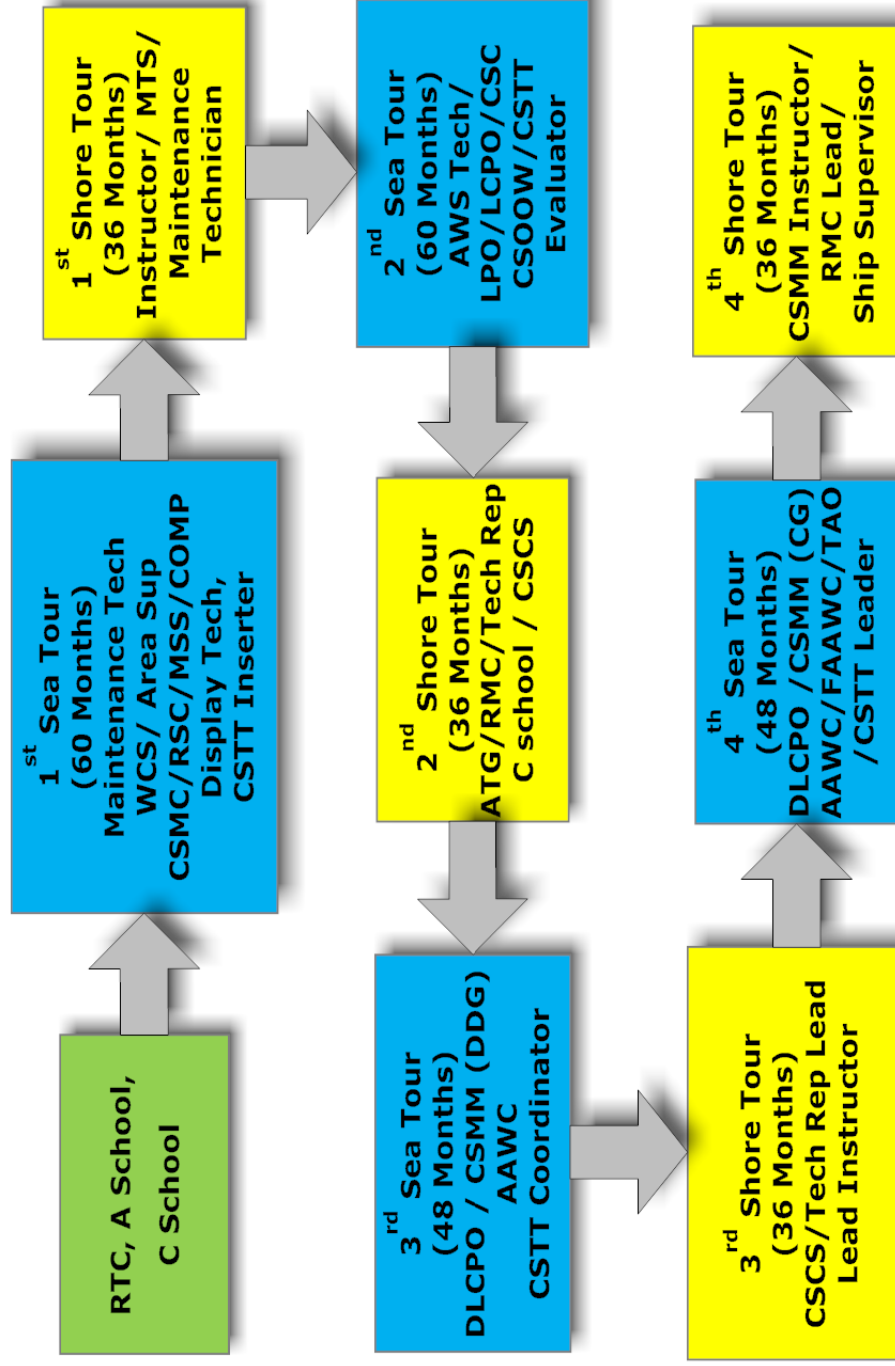 RTC, A School,
C School
1st Sea Tour
(60 Months)
Maintenance Tech
WCS/ Area Sup
CSMC/RSC/MSS/COMP
Display Tech,
CSTT Inserter
1st Shore Tour
(36 Months)
Instructor/ MTS/
Maintenance
Technician
2nd Sea Tour
(60 Months)
AWS Tech/
LPO/LCPO/CSC
CSOOW/CSTT
Evaluator
2nd Shore Tour
(36 Months)
ATG/RMC/Tech Rep
C school / CSCS
3rd Sea Tour
(48 Months)
DLCPO / CSMM (DDG)
AAWC
CSTT Coordinator
3rd Shore Tour
(36 Months)
CSCS/Tech Rep Lead
Lead Instructor
4th Sea Tour
(48 Months)
DLCPO /CSMM (CG)
AAWC/FAAWC/TAO
/CSTT Leader
4th Shore Tour
(36 Months)
CSMM Instructor/
RMC Lead/
Ship Supervisor